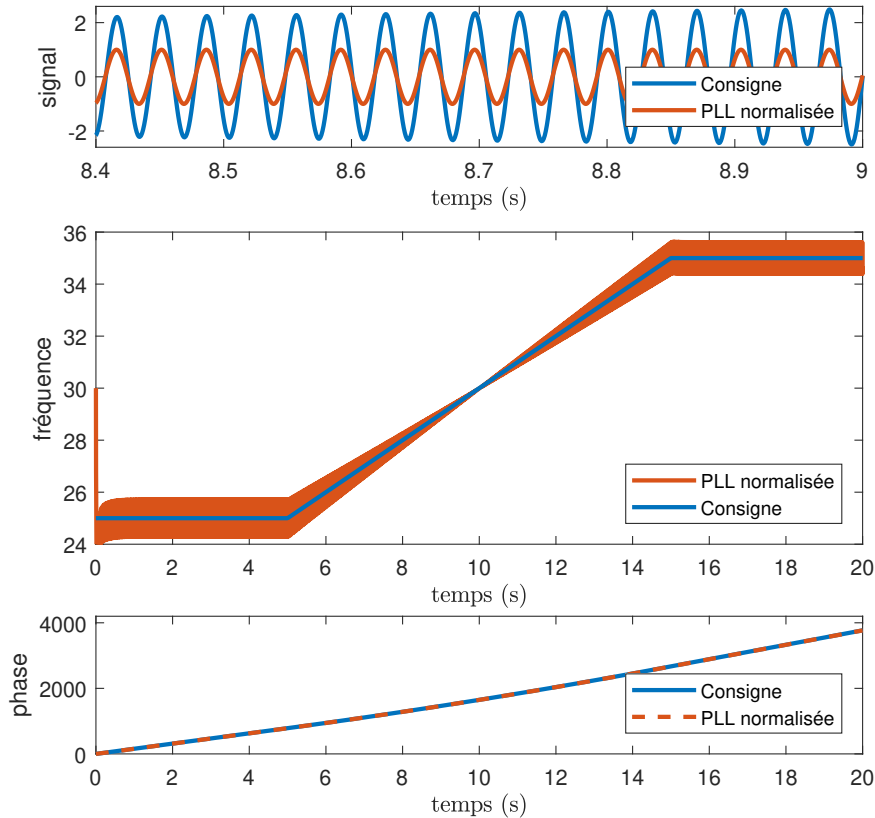 2
0
-2
signal
Consigne
PLL normalisée
8.4 8.5 8.6 8.7 8.8 8.9 9
temps (s)
36
34
32
30
28
26
24
fréquence
PLL normalisée
Consigne
0 2 4 6 8 10 12 14 16 18 20
temps (s)
4000
2000
0
phase
Consigne
PLL normalisée
0 2 4 6 8 10 12 14 16 18 20
temps (s)